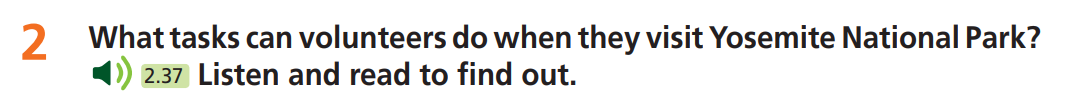 2 What tasks can volunteers do when they visit Yosemite National Park?
2.37 Listen and read to find out.